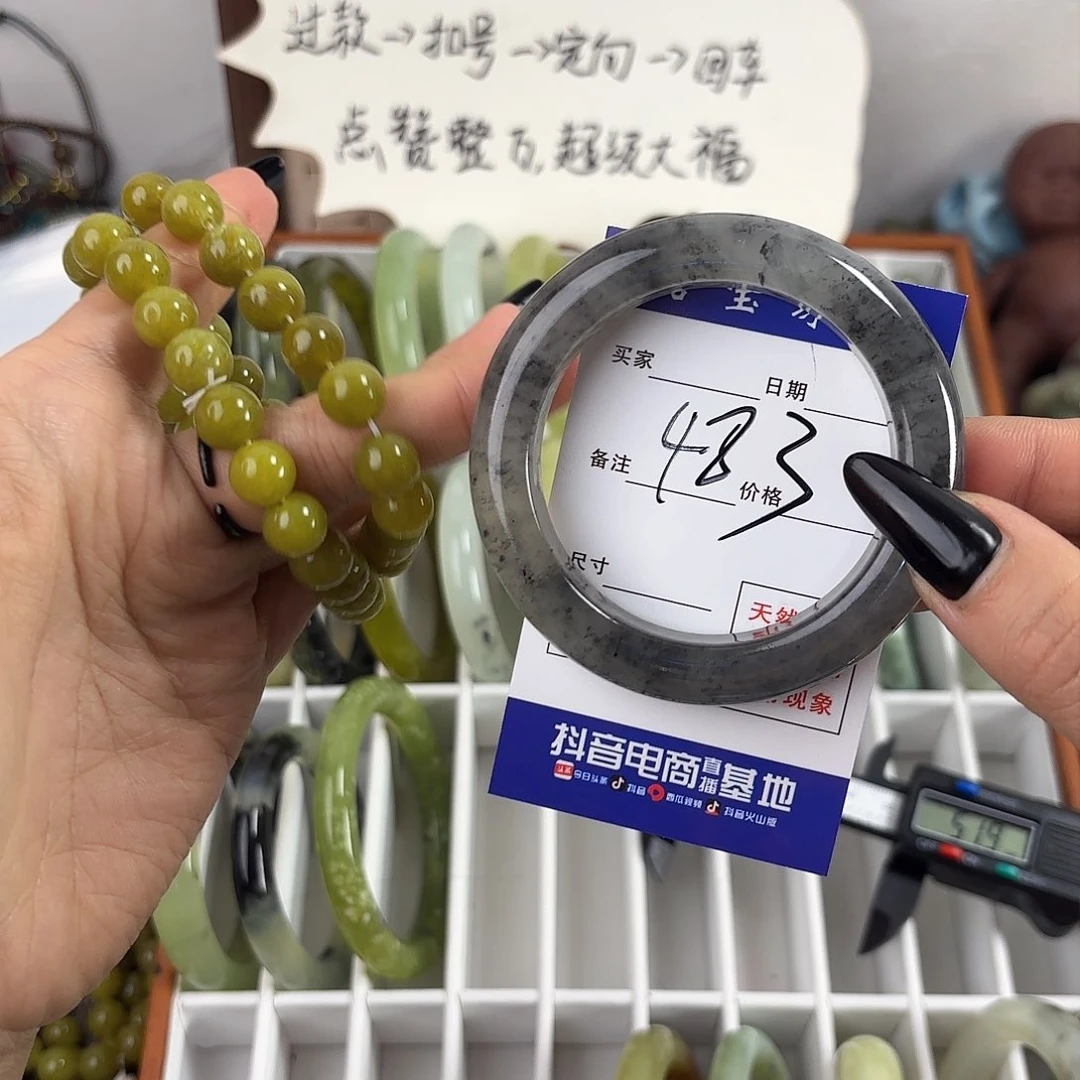 过款→扣号→定向→回车
点赞整百,超级大福
买家
日期
483
备注
价格
尺寸
天然
现象
抖音电商直播基地
今日头条 抖音 西瓜视频 抖音火山版
51.9